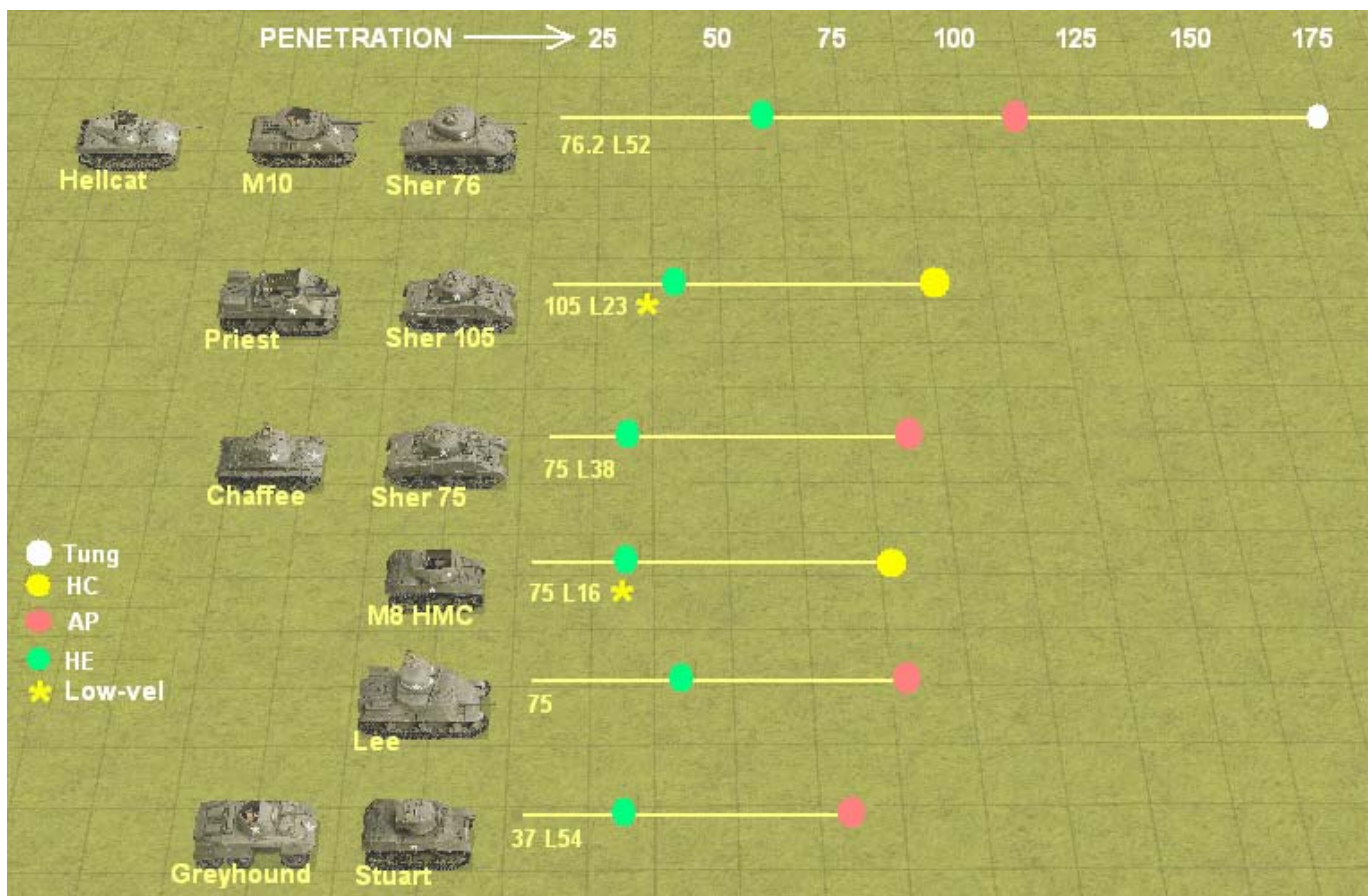 PENETRATION 25 50 75 100 125 150 175
76.2 L52
Hellcat M10 Sher 76
105 L23 *
Priest Sher 105
75 L38
Chaffee Sher 75
Tung
HC
AP
HE
* Low-vel
75 L16 *
M8 HMC
75
Lee
37 L54
Greyhound Stuart